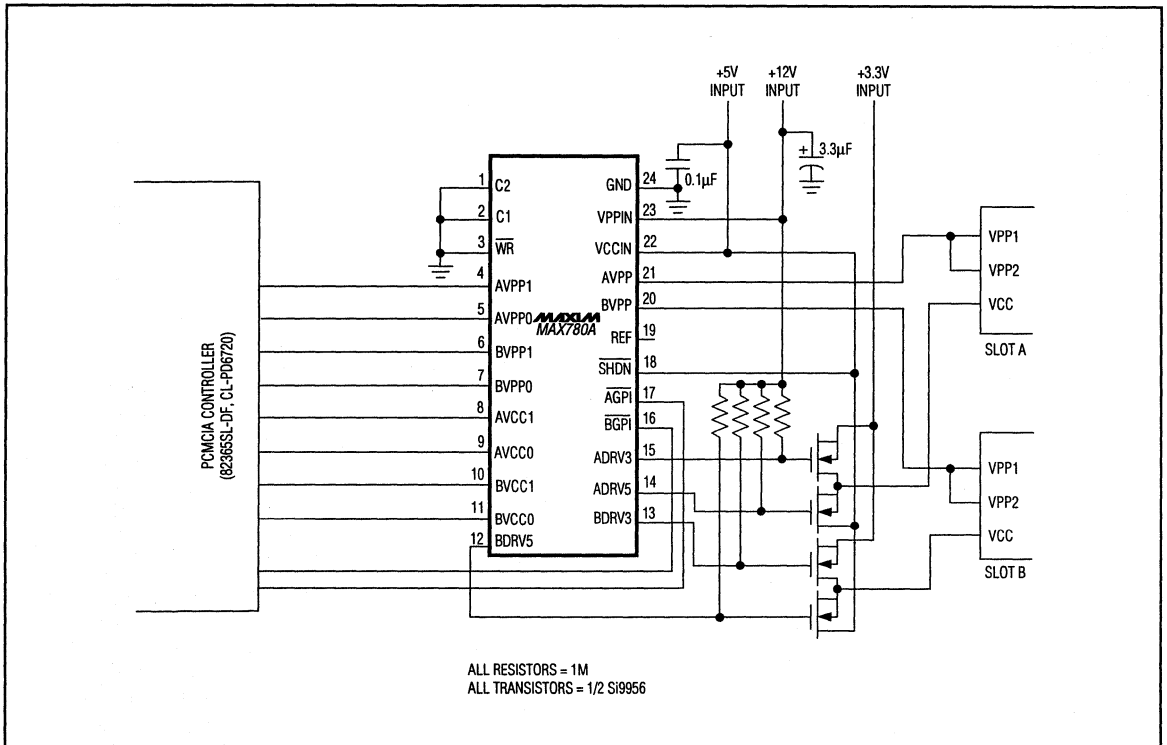 +5V
INPUT
+12V
INPUT
+3.3V
INPUT
+ 3.3µF
0.1µF
1 C2
2 C1
3 WR
4 AVPP1
5 AVPP0
6 BVPP1
7 BVPP0
8 AVCC1
9 AVCC0
10 BVCC1
11 BVCC0
12 BDRV5
MAXIM
MAX780A
GND 24
VPPIN 23
VCCIN 22
AVPP 21
BVPP 20
REF 19
SHDN 18
AGPI 17
BGPI 16
ADRV3 15
ADRV5 14
BDRV3 13
PCMCIA CONTROLLER
(82365SL-DF, CL-PD6720)
VPP1
VPP2
VCC
SLOT A
VPP1
VPP2
VCC
SLOT B
ALL RESISTORS = 1M
ALL TRANSISTORS = 1/2 Si9956